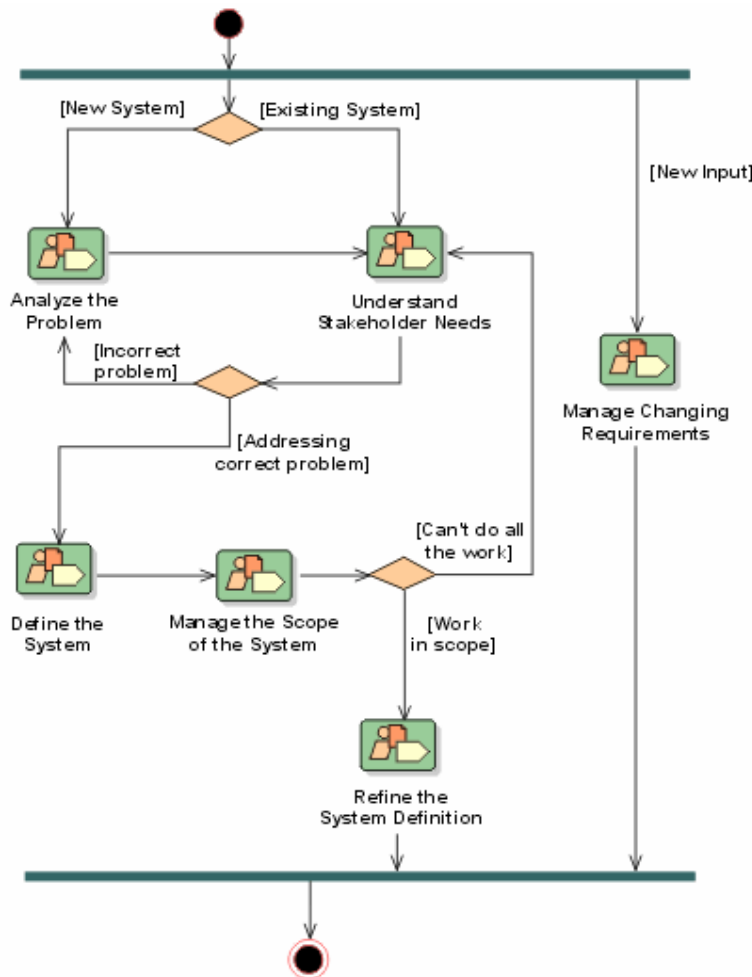 [New System]
[Existing System]
[New Input]
Analyze the
Problem
Understand
Stakeholder Needs
[Incorrect
problem]
Manage Changing
Requirements
[Addressing
correct problem]
[Can't do all
the work]
Define the
System
Manage the Scope
of the System
[Work
in scope]
Refine the
System Definition